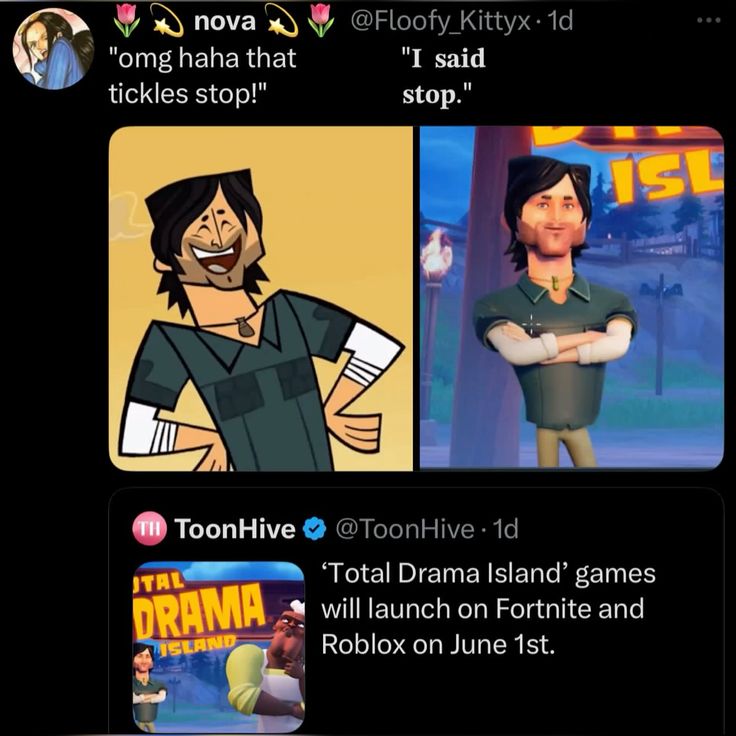 🌷 💫 nova 💫 🌷 @Floofy_Kittyx · 1d
"omg haha that
tickles stop!"
"I said
stop."
ISL
TH ToonHive @ToonHive · 1d
'Total Drama Island' games
will launch on Fortnite and
Roblox on June 1st.
OTAL
DRAMA
ISLAND